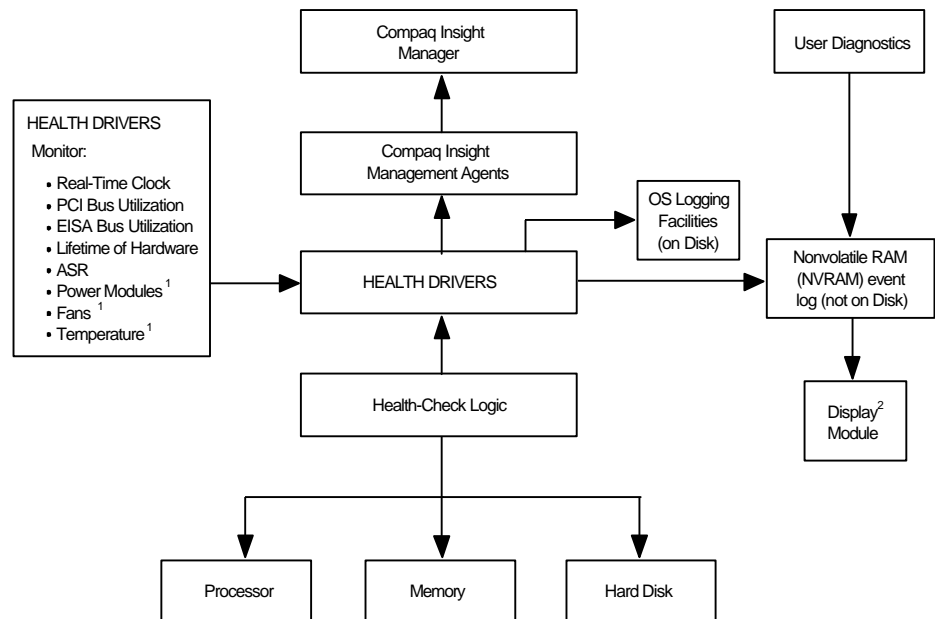 Compaq Insight
Manager
User Diagnostics
HEALTH DRIVERS
Monitor:
• Real-Time Clock
• PCI Bus Utilization
• EISA Bus Utilization
• Lifetime of Hardware
• ASR
• Power Modules 1
• Fans 1
• Temperature 1
Compaq Insight
Management Agents
OS Logging
Facilities
(on Disk)
HEALTH DRIVERS
Nonvolatile RAM
(NVRAM) event
log (not on Disk)
Health-Check Logic
Display 2
Module
Processor
Memory
Hard Disk